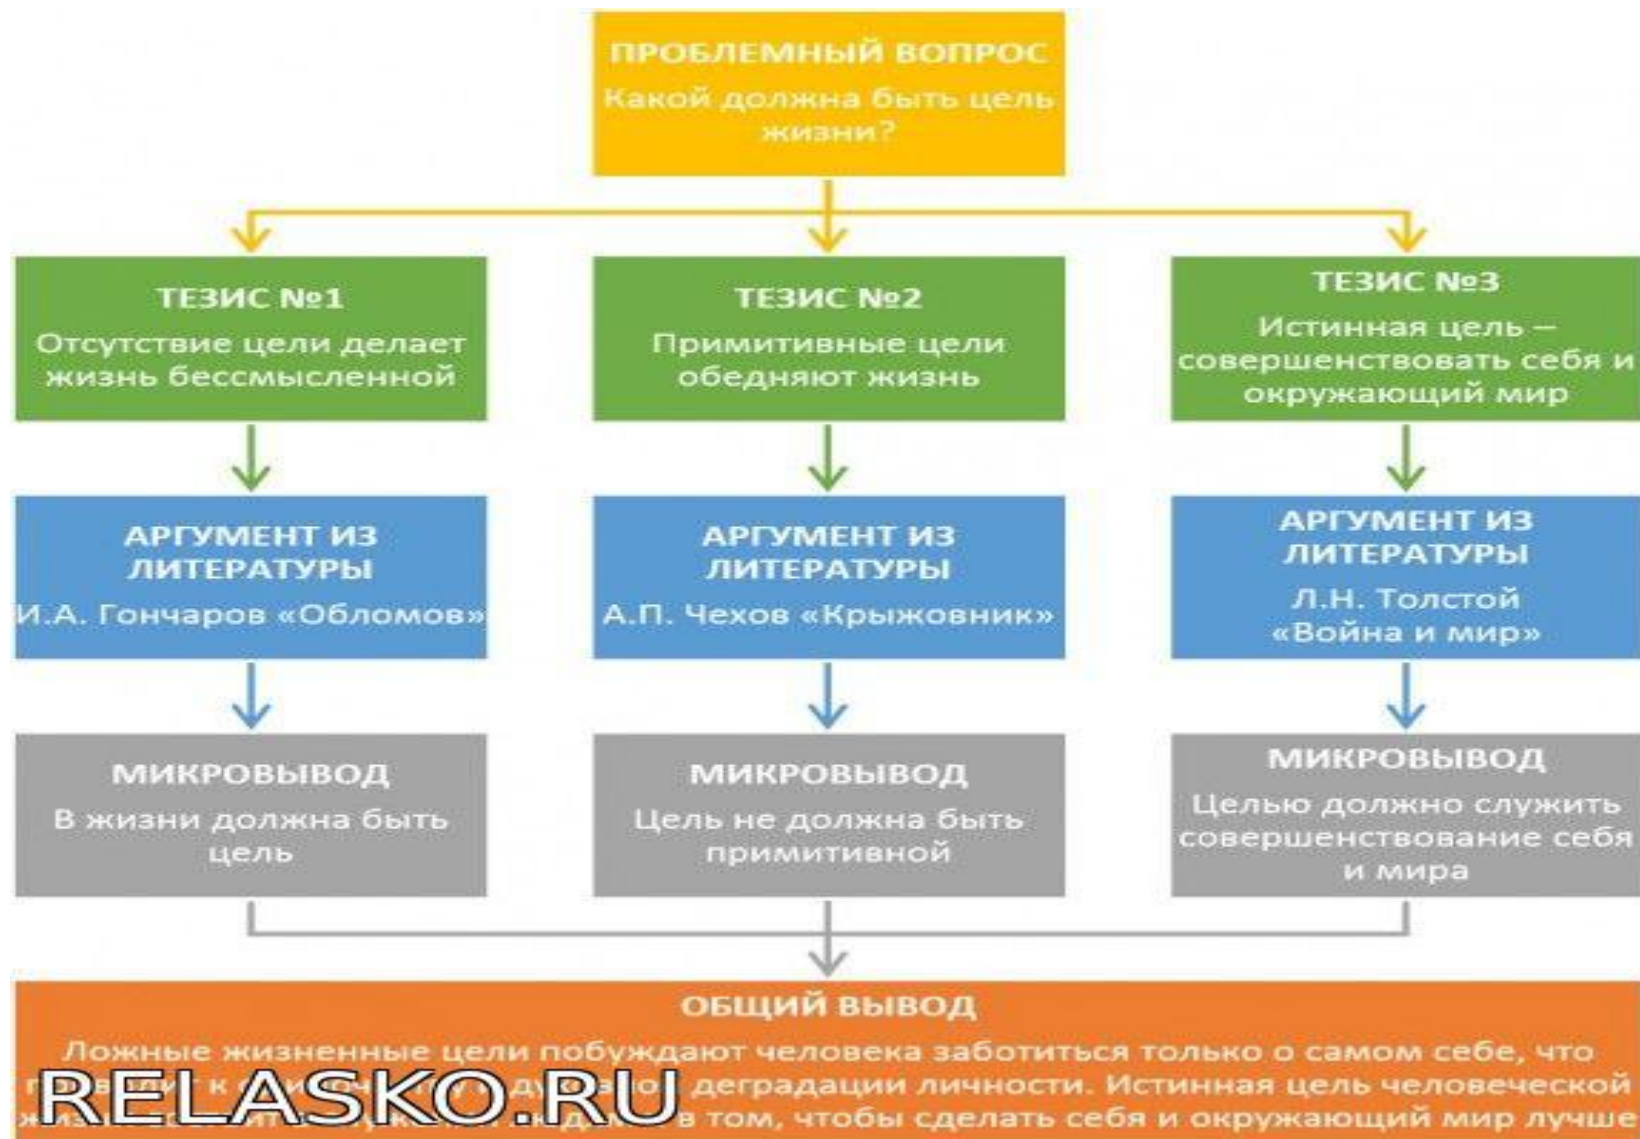 ПРОБЛЕМНЫЙ ВОПРОС
Какой должна быть цель
жизни?
ТЕЗИС №1
Отсутствие цели делает
жизнь бессмысленной
ТЕЗИС №2
Примитивные цели
обедняют жизнь
ТЕЗИС №3
Истинная цель –
совершенствовать себя и
окружающий мир
АРГУМЕНТ ИЗ
ЛИТЕРАТУРЫ
И.А. Гончаров «Обломов»
АРГУМЕНТ ИЗ
ЛИТЕРАТУРЫ
А.П. Чехов «Крыжовник»
АРГУМЕНТ ИЗ
ЛИТЕРАТУРЫ
Л.Н. Толстой
«Война и мир»
МИКРОВЫВОД
В жизни должна быть
цель
МИКРОВЫВОД
Цель не должна быть
примитивной
МИКРОВЫВОД
Целью должно служить
совершенствование себя
и мира
ОБЩИЙ ВЫВОД
Ложные жизненные цели побуждают человека заботиться только о самом себе, что
к деградации личности. Истинная цель человеческой
в том, чтобы сделать себя и окружающий мир лучше
RELASKO.RU